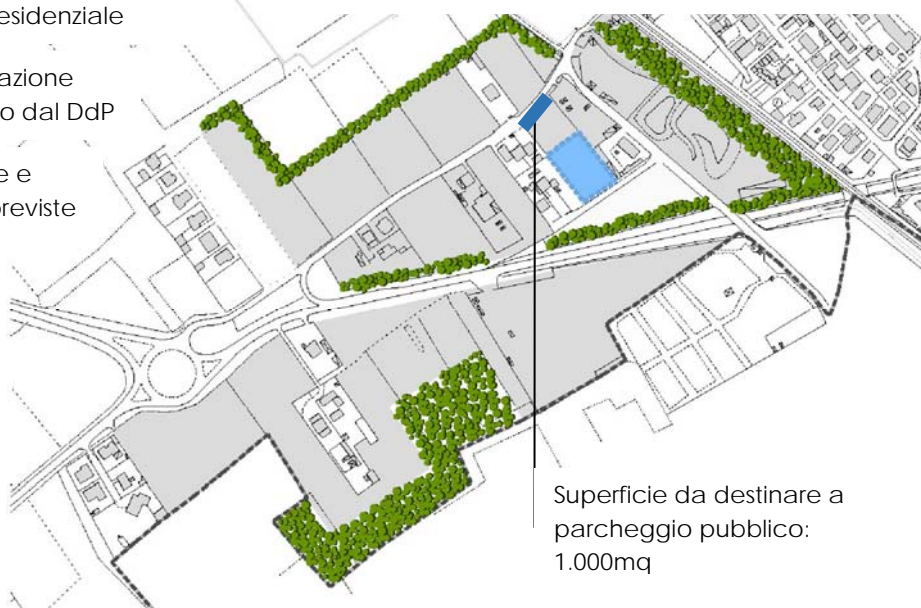 esidenziale
azione
o dal DdP
e e
previste
Superficie da destinare a
parcheggio pubblico:
1.000mq